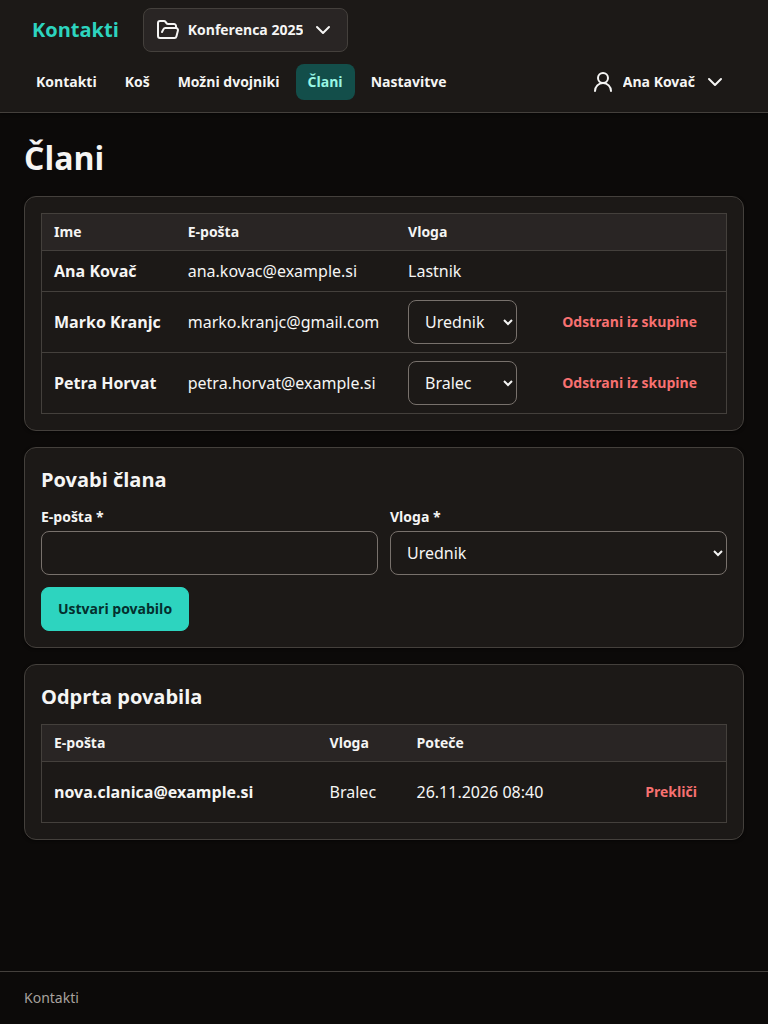 Kontakti
Konferenca 2025
Kontakti Koš Možni dvojniki Člani Nastavitve Ana Kovač
Člani
Ime E-pošta Vloga
Ana Kovač ana.kovac@example.si Lastnik
Marko Kranjc marko.kranjc@gmail.com Urednik Odstrani iz skupine
Petra Horvat petra.horvat@example.si Bralec Odstrani iz skupine
Povabi člana
E-pošta * Vloga *
Urednik
Ustvari povabilo
Odprta povabila
E-pošta Vloga Poteče
nova.clanica@example.si Bralec 26.11.2026 08:40 Prekliči
Kontakti